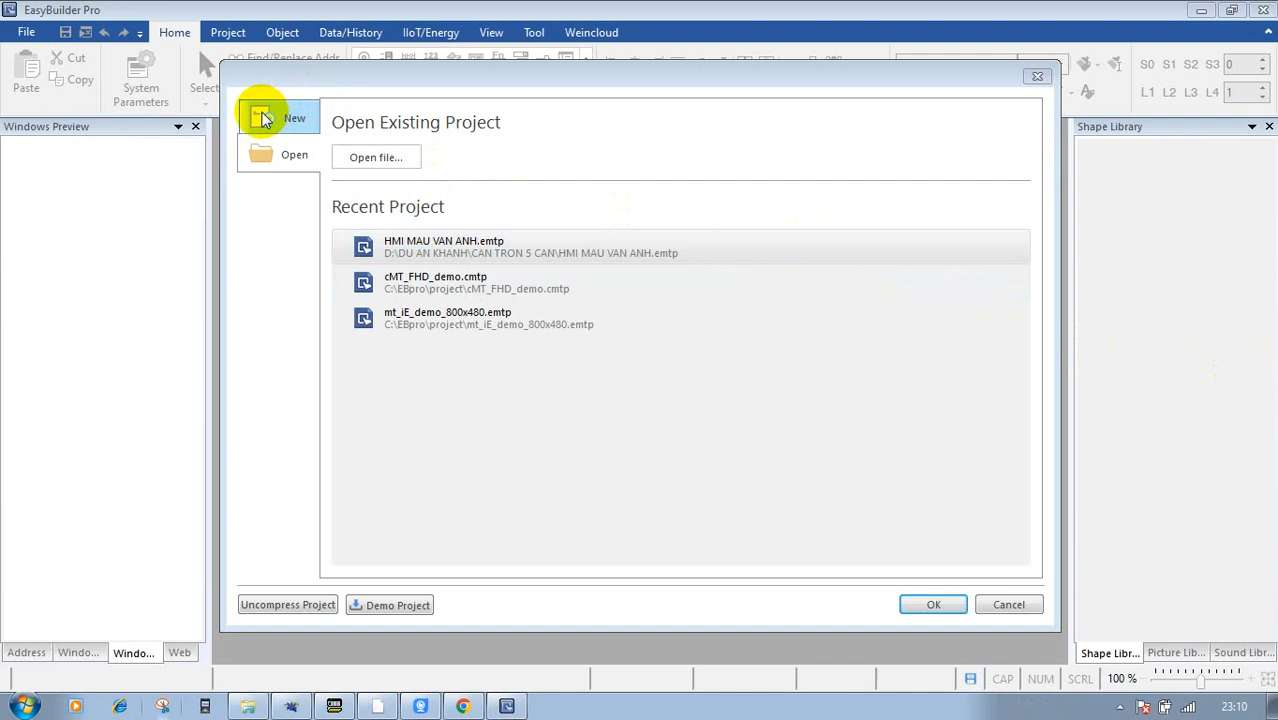 EasyBuilder Pro
File Home Project Object Data/History IIoT/Energy View Tool Weincloud
Paste Cut Copy
System Parameters
Select
Find/Replace Addr
S0 S1 S2 S3 0
L1 L2 L3 L4 1
Windows Preview
Shape Library
New
Open
Open Existing Project
Open file...
Recent Project
HMI MAU VAN ANH.emtp
D:\DU AN KHANH\CAN TRON 5 CAN\HMI MAU VAN ANH.emtp
cMT_FHD_demo.cmtp
C:\EBpro\project\cMT_FHD_demo.cmtp
mt_iE_demo_800x480.emtp
C:\EBpro\project\mt_iE_demo_800x480.emtp
Uncompress Project Demo Project OK Cancel
Address Windo... Windo... Web
Shape Libr... Picture Lib... Sound Libr...
CAP NUM SCRL 100 %
23:10